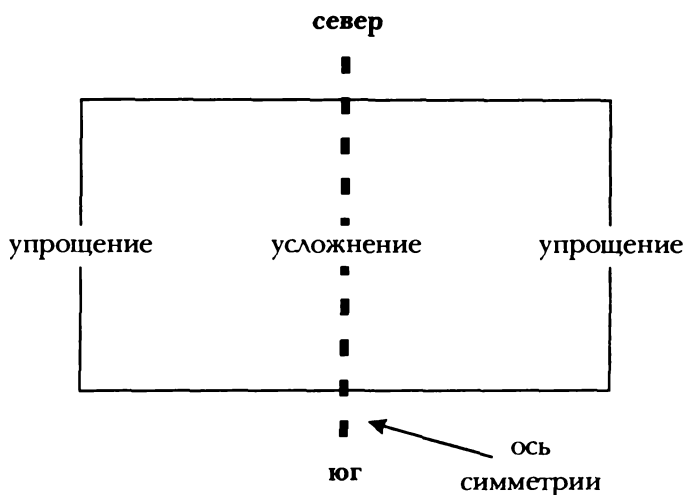 север
упрощение усложнение упрощение
ось
юг
симметрии